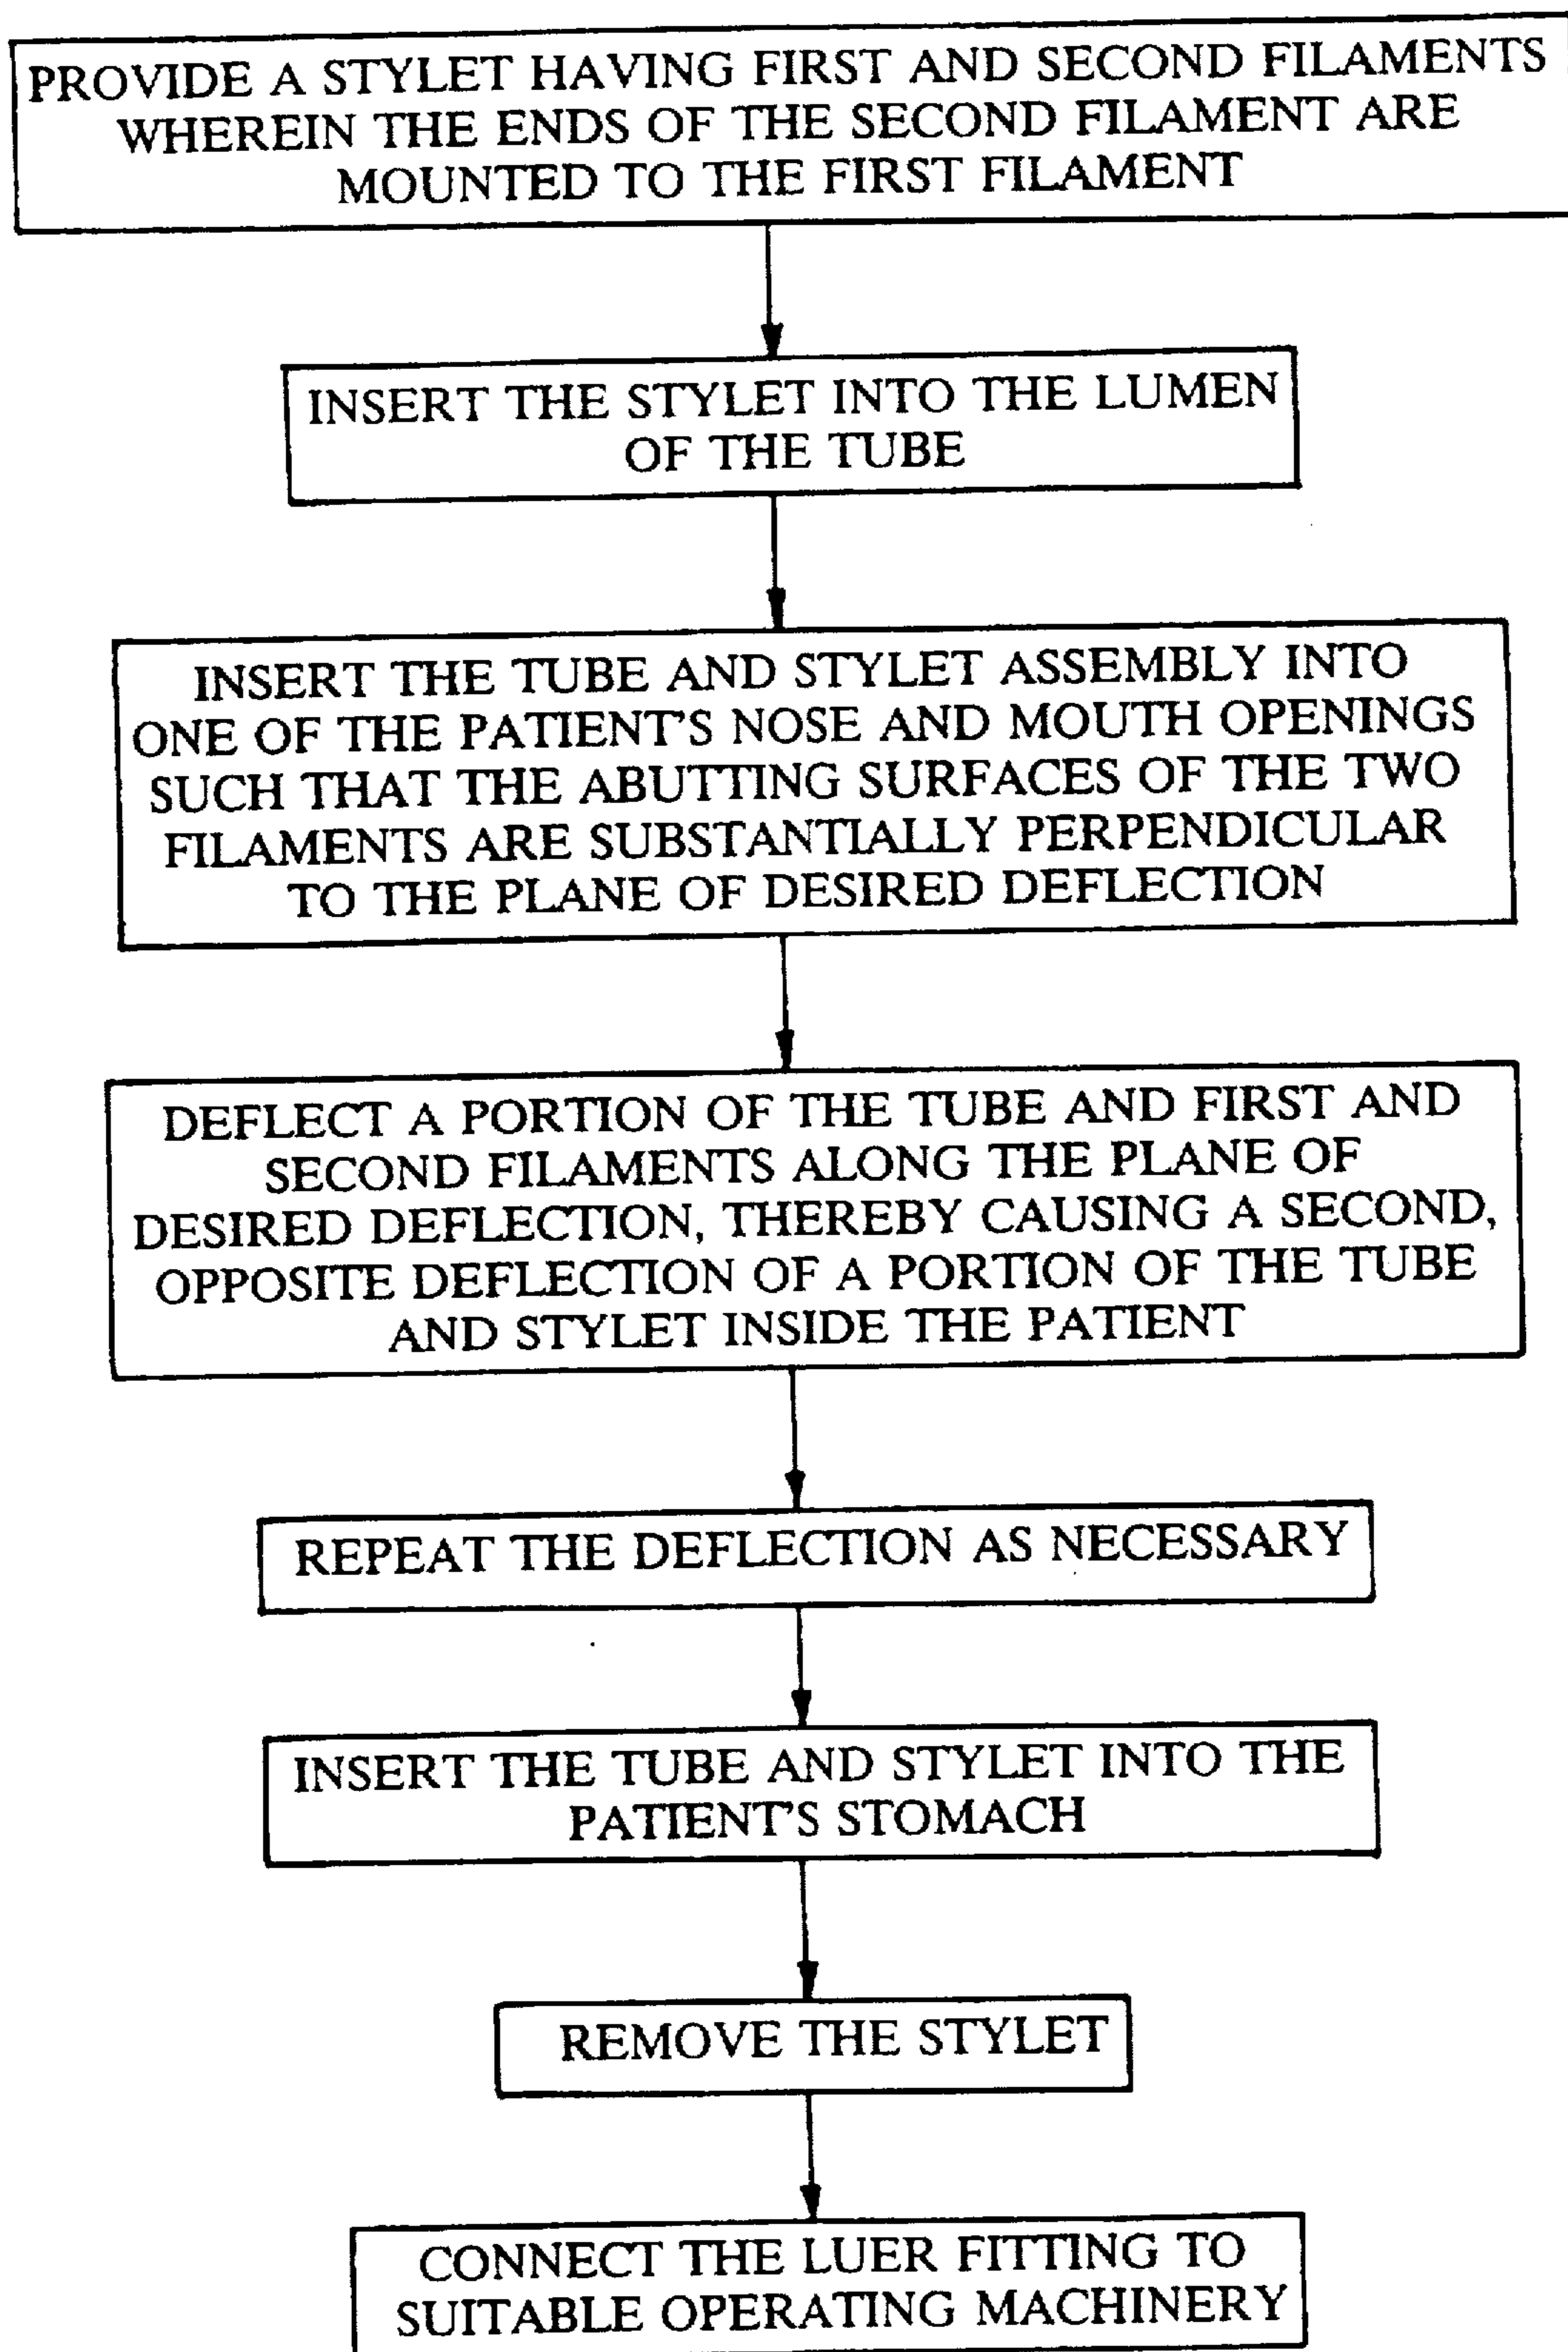 PROVIDE A STYLET HAVING FIRST AND SECOND FILAMENTS
WHEREIN THE ENDS OF THE SECOND FILAMENT ARE
MOUNTED TO THE FIRST FILAMENT
INSERT THE STYLET INTO THE LUMEN
OF THE TUBE
INSERT THE TUBE AND STYLET ASSEMBLY INTO
ONE OF THE PATIENT'S NOSE AND MOUTH OPENINGS
SUCH THAT THE ABUTTING SURFACES OF THE TWO
FILAMENTS ARE SUBSTANTIALLY PERPENDICULAR
TO THE PLANE OF DESIRED DEFLECTION
DEFLECT A PORTION OF THE TUBE AND FIRST AND
SECOND FILAMENTS ALONG THE PLANE OF
DESIRED DEFLECTION, THEREBY CAUSING A SECOND,
OPPOSITE DEFLECTION OF A PORTION OF THE TUBE
AND STYLET INSIDE THE PATIENT
REPEAT THE DEFLECTION AS NECESSARY
INSERT THE TUBE AND STYLET INTO THE
PATIENT'S STOMACH
REMOVE THE STYLET
CONNECT THE LUER FITTING TO
SUITABLE OPERATING MACHINERY